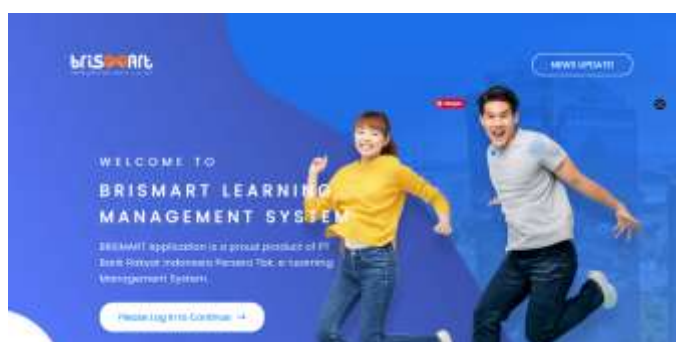 brismart
NEWS UPDATE
WELCOME TO
BRISMART LEARNING
MANAGEMENT SYSTEM
BRISMART Application is a proud product of PT
Bank Rakyat Indonesia Persero Tbk. e-Learning
Management System.
Please Log In to Continue →